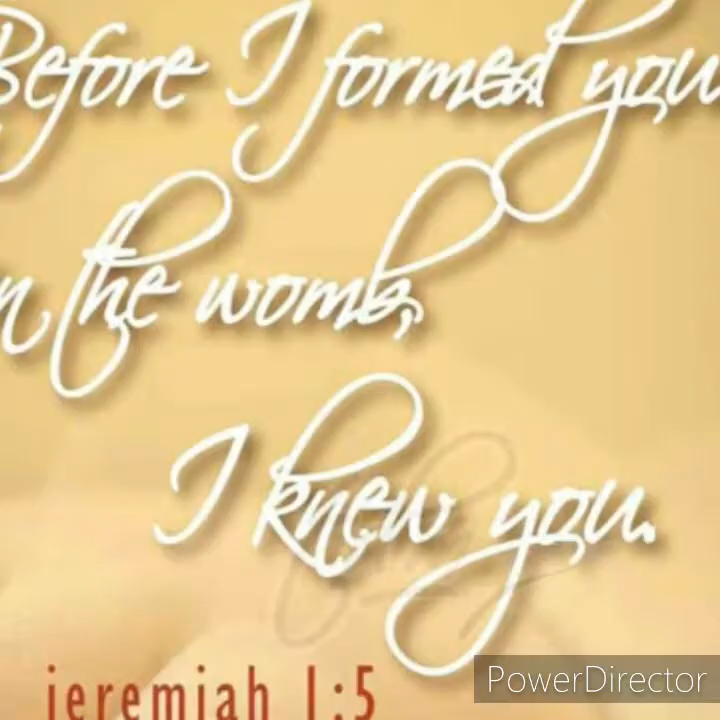 Before I formed you
n the womb,
I knew you.
jeremiah 1:5
PowerDirector